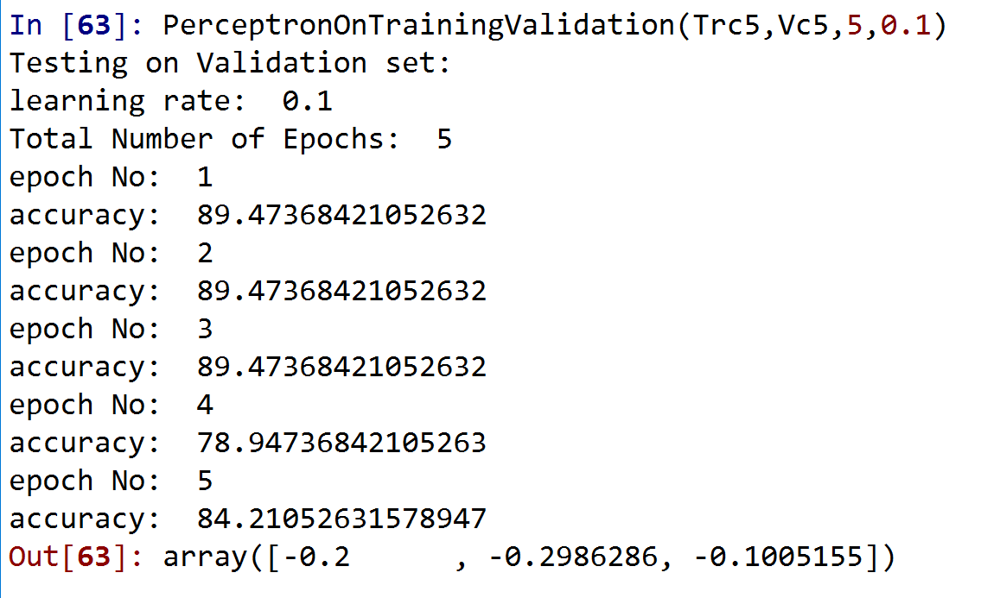 In [63]: PerceptronOnTrainingValidation(Trc5,Vc5,5,0.1)
Testing on Validation set:
learning rate:  0.1
Total Number of Epochs:  5
epoch No:  1
accuracy:  89.47368421052632
epoch No:  2
accuracy:  89.47368421052632
epoch No:  3
accuracy:  89.47368421052632
epoch No:  4
accuracy:  78.94736842105263
epoch No:  5
accuracy:  84.21052631578947
Out[63]: array([-0.2      , -0.2986286, -0.1005155])